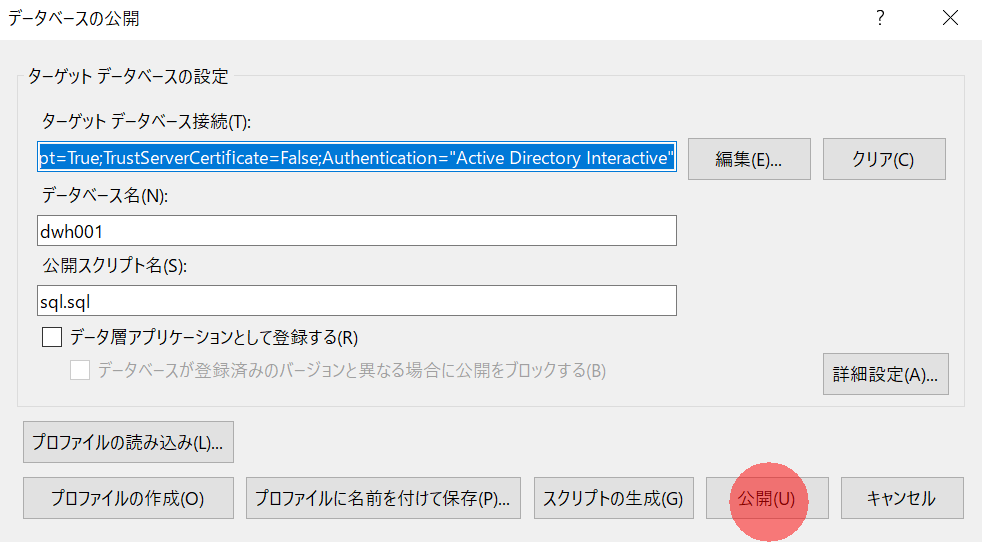 データベースの公開
?
ターゲット データベースの設定
ターゲット データベース接続(T):
pt=True;TrustServerCertificate=False;Authentication="Active Directory Interactive"
編集(E)...
クリア(C)
データベース名(N):
dwh001
公開スクリプト名(S):
sql.sql
データ層アプリケーションとして登録する(R)
データベースが登録済みのバージョンと異なる場合に公開をブロックする(B)
詳細設定(A)...
プロファイルの読み込み(L)...
プロファイルの作成(O)
プロファイルに名前を付けて保存(P)...
スクリプトの生成(G)
公開(U)
キャンセル